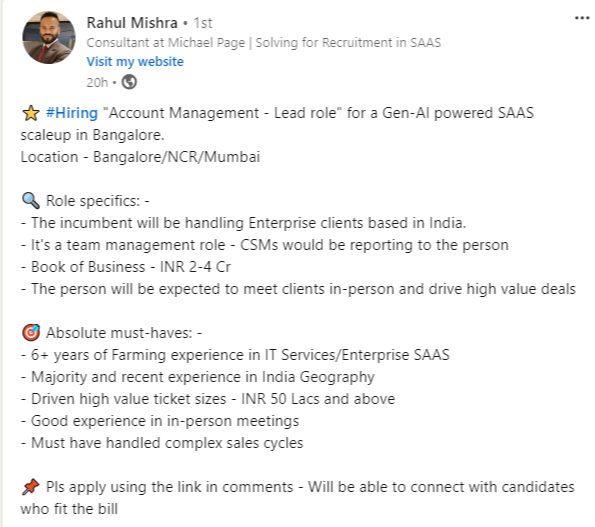 Rahul Mishra • 1st
Consultant at Michael Page | Solving for Recruitment in SAAS
Visit my website
20h •
⭐ #Hiring "Account Management - Lead role" for a Gen-AI powered SAAS
scaleup in Bangalore.
Location - Bangalore/NCR/Mumbai
🔍 Role specifics: -
- The incumbent will be handling Enterprise clients based in India.
- It's a team management role - CSMs would be reporting to the person
- Book of Business - INR 2-4 Cr
- The person will be expected to meet clients in-person and drive high value deals
🎯 Absolute must-haves: -
- 6+ years of Farming experience in IT Services/Enterprise SAAS
- Majority and recent experience in India Geography
- Driven high value ticket sizes - INR 50 Lacs and above
- Good experience in in-person meetings
- Must have handled complex sales cycles
📌 Pls apply using the link in comments - Will be able to connect with candidates
who fit the bill